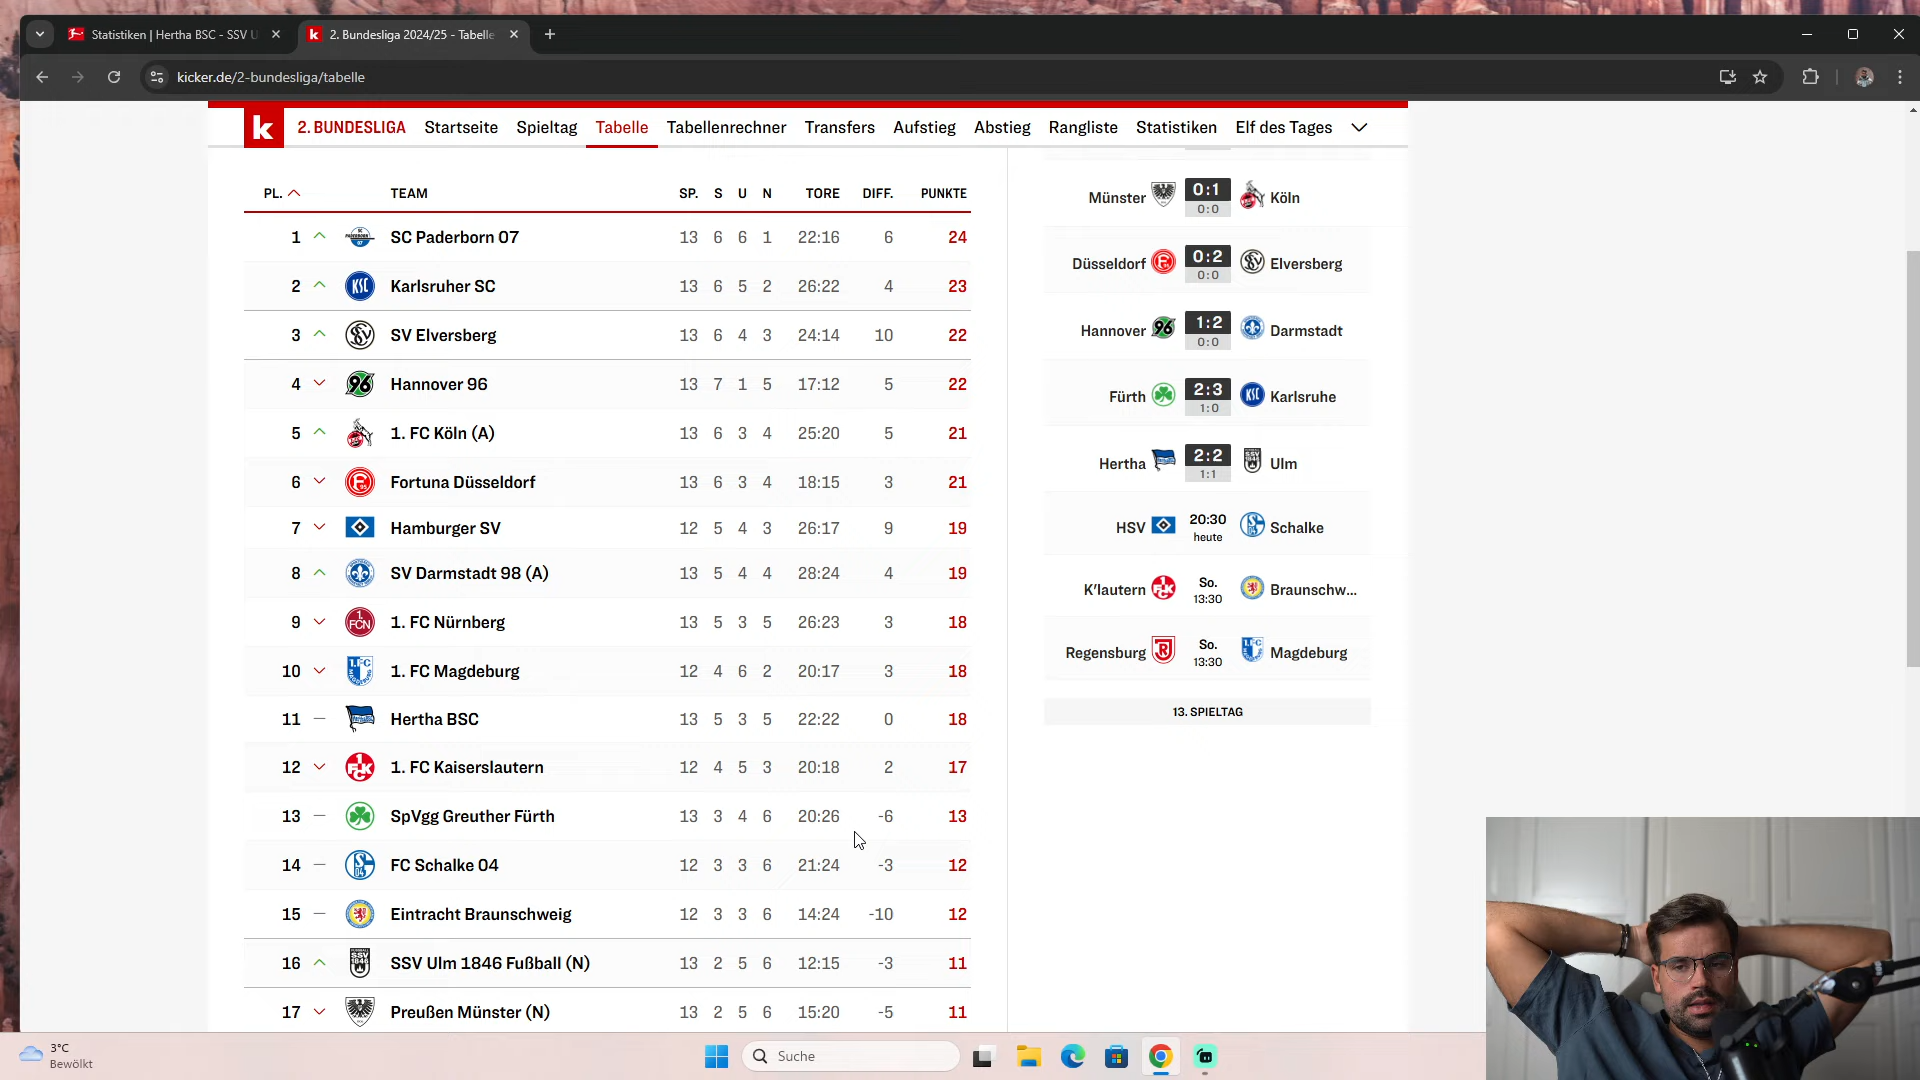 Statistiken | Hertha BSC - SSV U
2. Bundesliga 2024/25 - Tabelle
kicker.de/2-bundesliga/tabelle
k 2. BUNDESLIGA Startseite Spieltag Tabelle Tabellenrechner Transfers Aufstieg Abstieg Rangliste Statistiken Elf des Tages
PL. TEAM SP. S U N TORE DIFF. PUNKTE
1 SC Paderborn 07 13 6 6 1 22:16 6 24
2 Karlsruher SC 13 6 5 2 26:22 4 23
3 SV Elversberg 13 6 4 3 24:14 10 22
4 Hannover 96 13 7 1 5 17:12 5 22
5 1. FC Köln (A) 13 6 3 4 25:20 5 21
6 Fortuna Düsseldorf 13 6 3 4 18:15 3 21
7 Hamburger SV 12 5 4 3 26:17 9 19
8 SV Darmstadt 98 (A) 13 5 4 4 28:24 4 19
9 1. FC Nürnberg 13 5 3 5 26:23 3 18
10 1. FC Magdeburg 12 4 6 2 20:17 3 18
11 Hertha BSC 13 5 3 5 22:22 0 18
12 1. FC Kaiserslautern 12 4 5 3 20:18 2 17
13 SpVgg Greuther Fürth 13 3 4 6 20:26 -6 13
14 FC Schalke 04 12 3 3 6 21:24 -3 12
15 Eintracht Braunschweig 12 3 3 6 14:24 -10 12
16 SSV Ulm 1846 Fußball (N) 13 2 5 6 12:15 -3 11
17 Preußen Münster (N) 13 2 5 6 15:20 -5 11
Münster 0:1 Köln
0:0
Düsseldorf 0:2 Elversberg
0:0
Hannover 1:2 Darmstadt
0:0
Fürth 2:3 Karlsruhe
1:0
Hertha 2:2 Ulm
1:1
HSV 20:30 Schalke
heute
K'lautern So. Braunschw...
13:30
Regensburg So. Magdeburg
13:30
13. SPIELTAG
3°C
Bewölkt
Suche